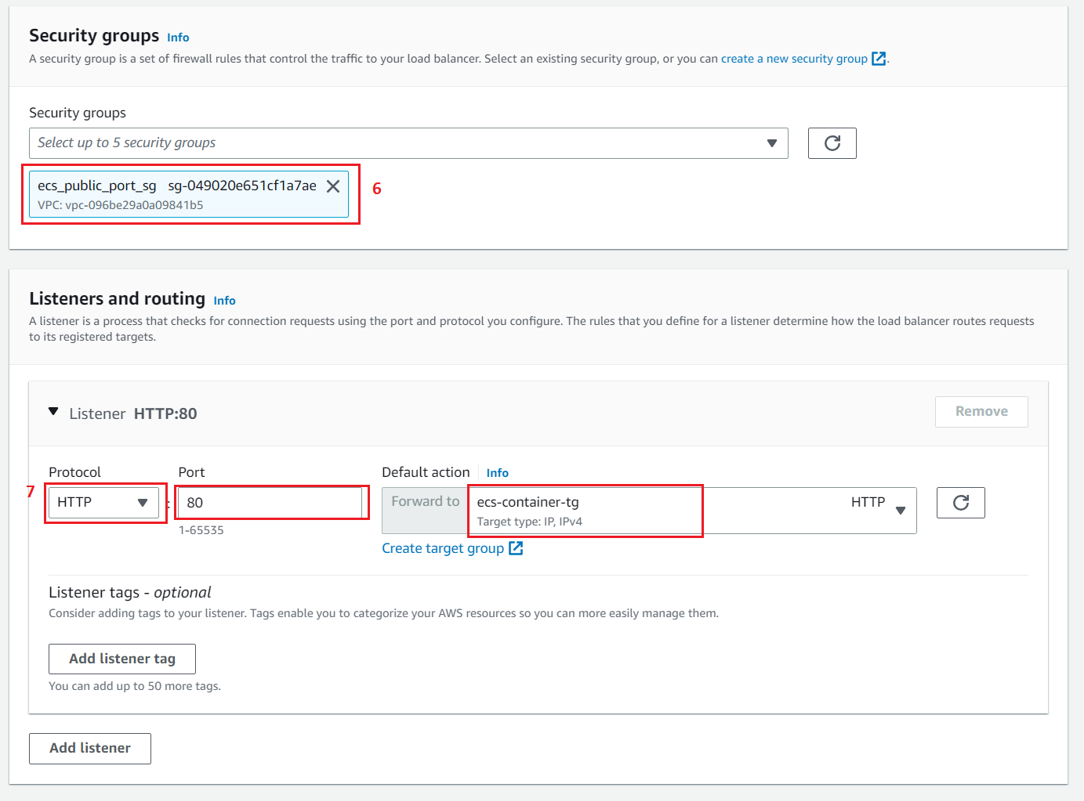 Security groups Info
A security group is a set of firewall rules that control the traffic to your load balancer. Select an existing security group, or you can create a new security group.
Security groups
Select up to 5 security groups
ecs_public_port_sg sg-049020e651cf1a7ae
VPC: vpc-096be29a0a09841b5
6
Listeners and routing Info
A listener is a process that checks for connection requests using the port and protocol you configure. The rules that you define for a listener determine how the load balancer routes requests
to its registered targets.
Listener HTTP:80
Remove
Protocol Port Default action Info
7 HTTP : 80 Forward to ecs-container-tg HTTP
Target type: IP, IPv4
1-65535
Create target group
Listener tags - optional
Consider adding tags to your listener. Tags enable you to categorize your AWS resources so you can more easily manage them.
Add listener tag
You can add up to 50 more tags.
Add listener